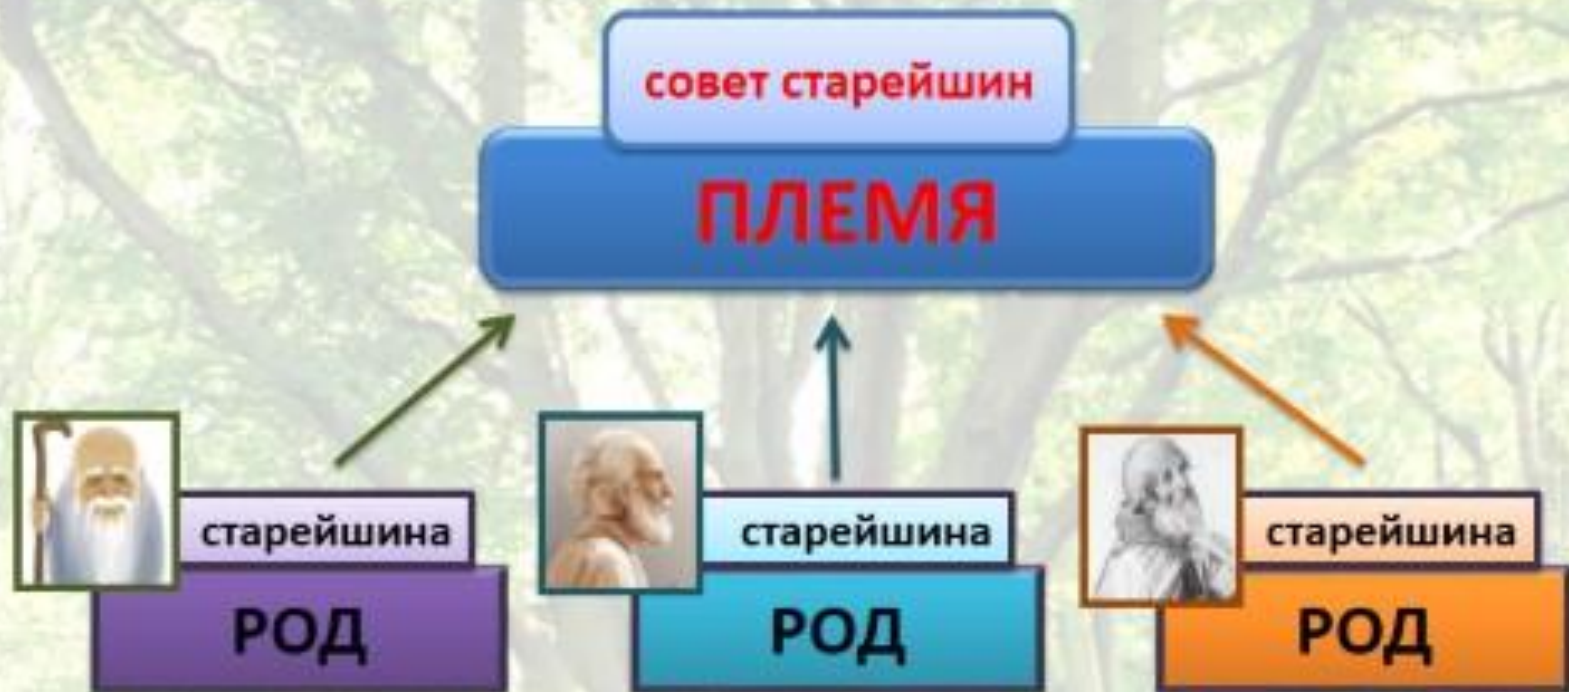 совет старейшин
ПЛЕМЯ
старейшина
РОД
старейшина
РОД
старейшина
РОД